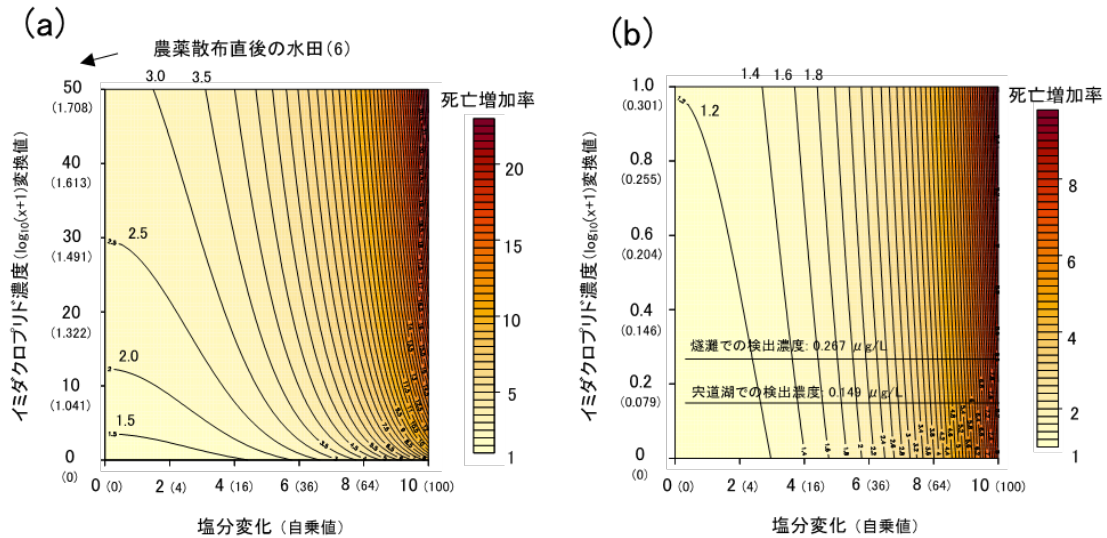 (a)
農薬散布直後の水田(6)
3.0 3.5
死亡増加率
イミダクロプリド濃度(log10(x+1)変換値)
50
(1.708)
40
(1.613)
30
(1.491)
20
(1.322)
10
(1.041)
0
(0)
2.5
2.0
1.5
20
15
10
5
1
0 (0) 2 (4) 4 (16) 6 (36) 8 (64) 10 (100)
塩分変化 (自乗値)
(b)
1.4 1.6 1.8
死亡増加率
イミダクロプリド濃度(log10(x+1)変換値)
1.0
(0.301)
0.8
(0.255)
0.6
(0.204)
0.4
(0.146)
0.2
(0.079)
0
(0)
1.2
燧灘での検出濃度: 0.267 μg/L
宍道湖での検出濃度: 0.149 μg/L
8
6
4
2
1
0 (0) 2 (4) 4 (16) 6 (36) 8 (64) 10 (100)
塩分変化 (自乗値)